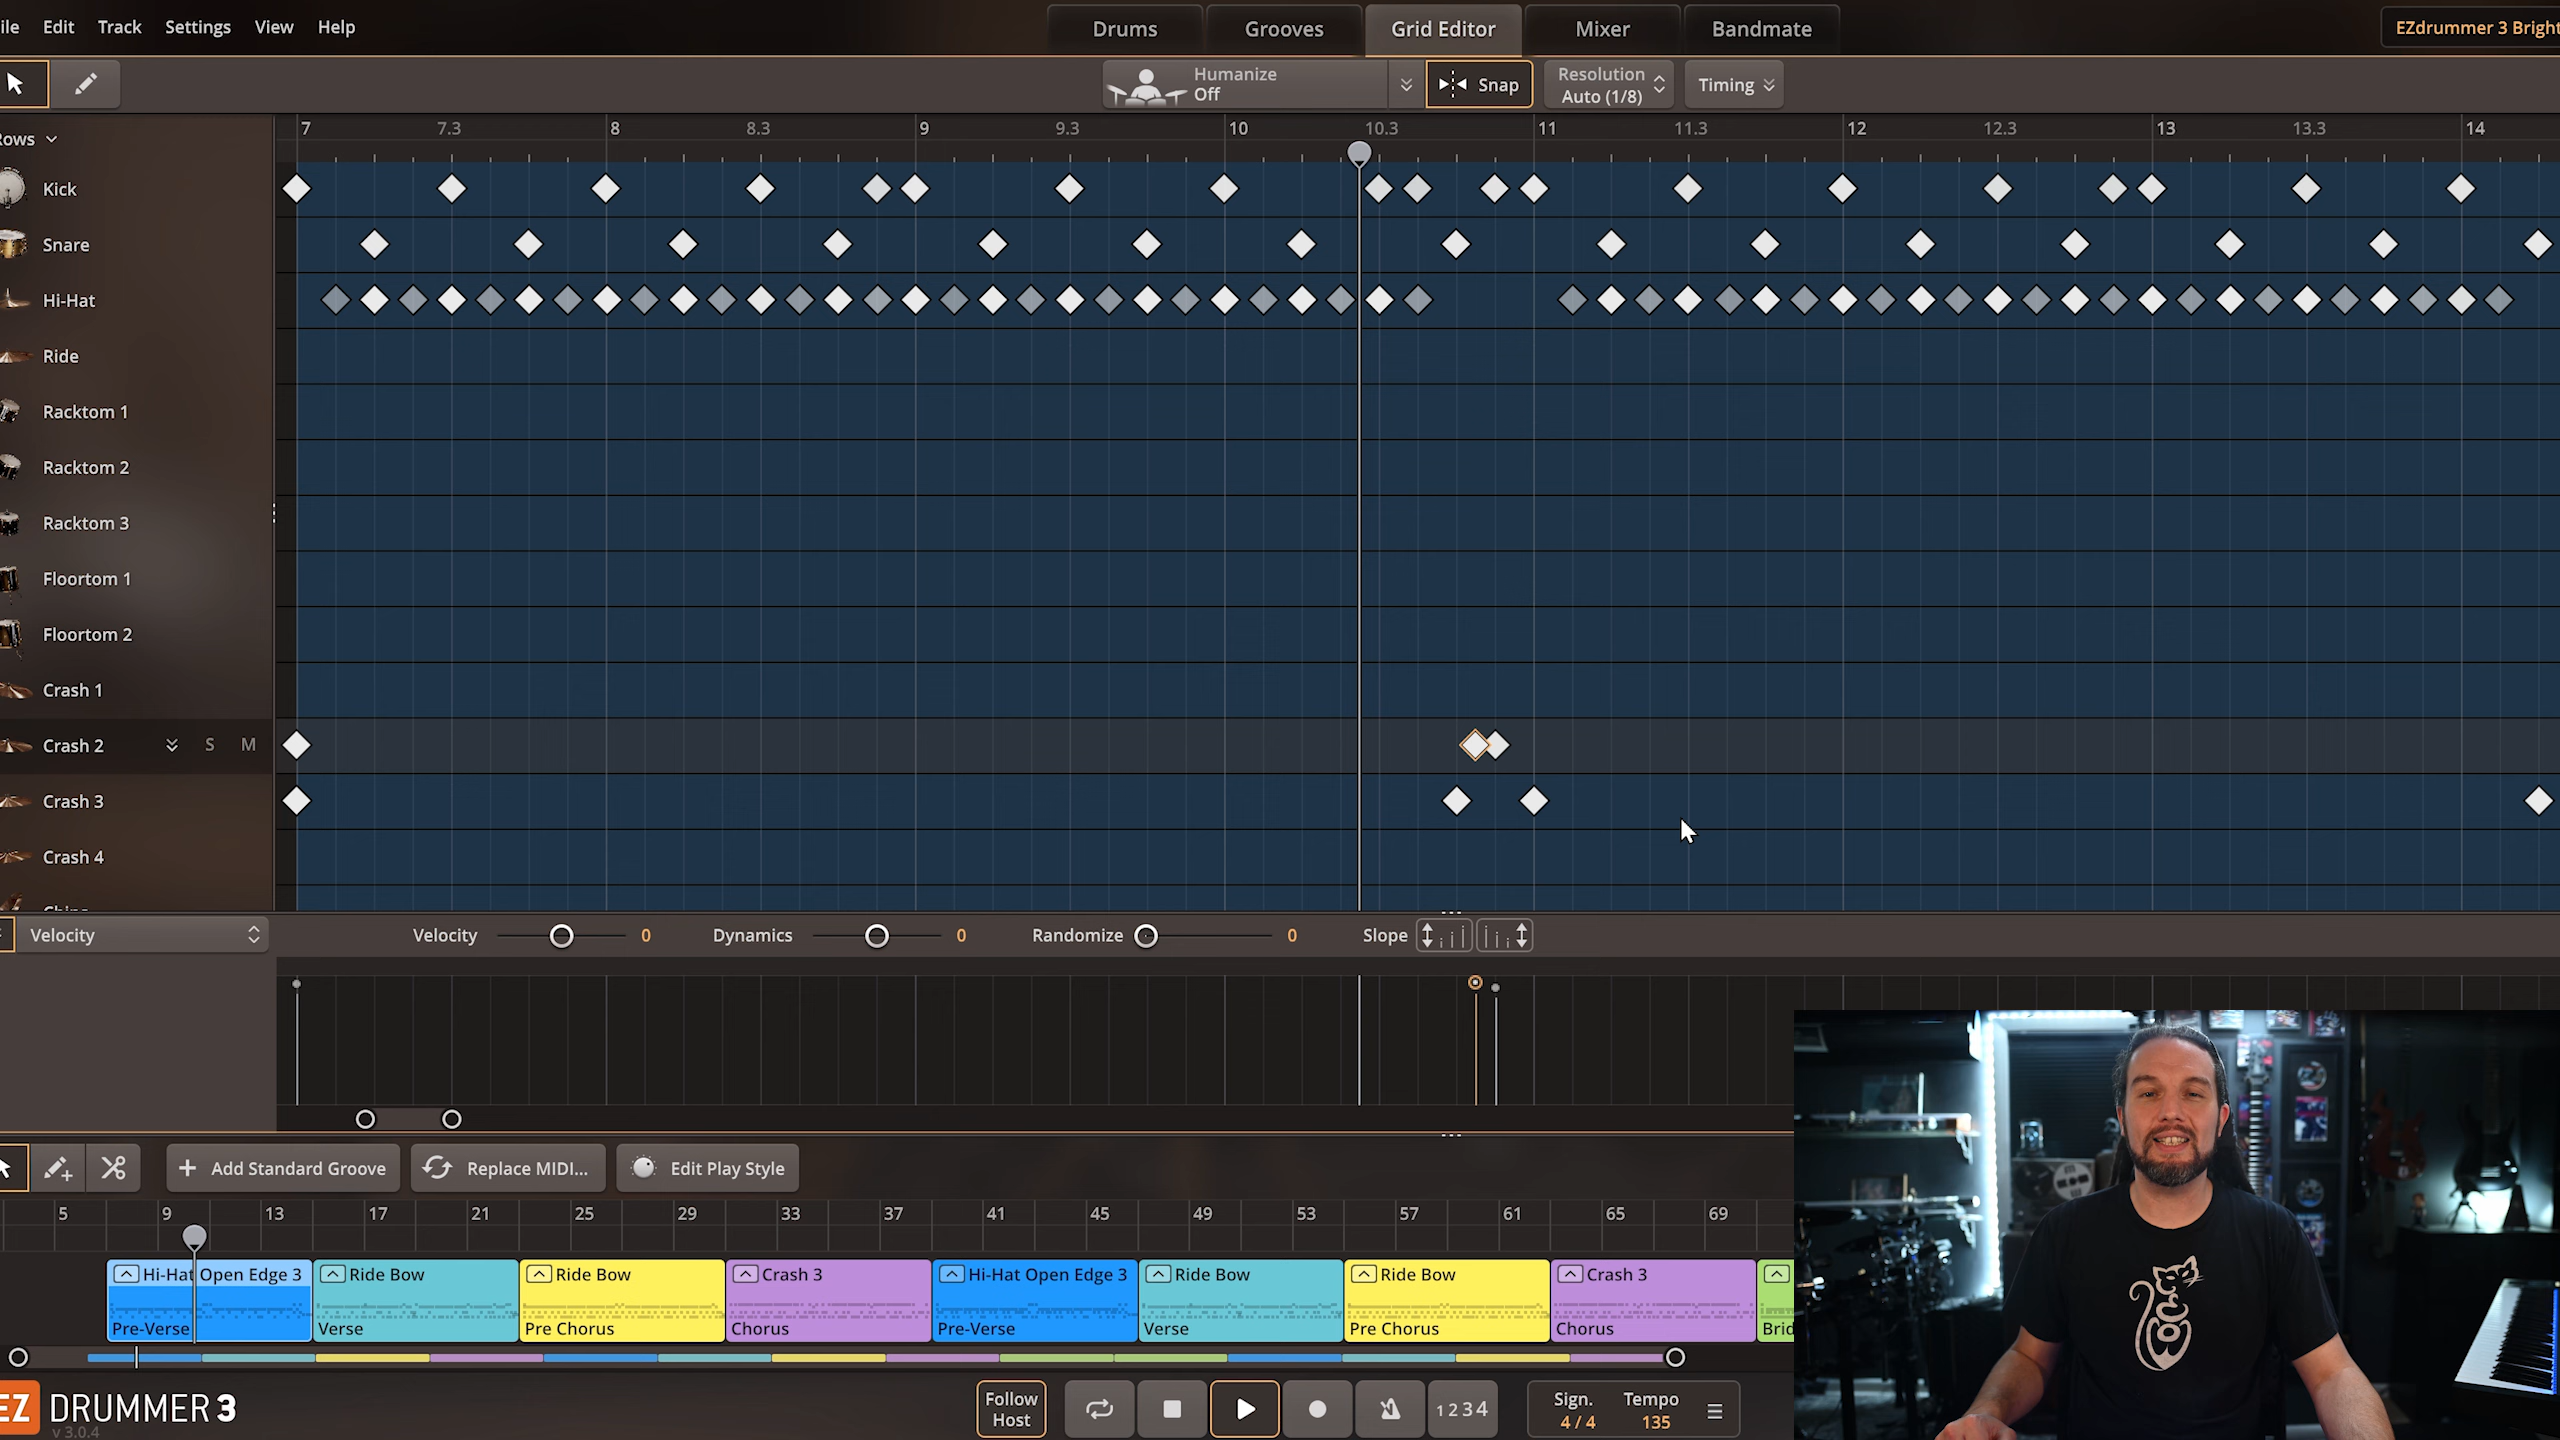 ile Edit Track Settings View Help
Drums Grooves Grid Editor Mixer Bandmate
EZdrummer 3 Bright
Humanize
Off
Snap
Resolution
Auto (1/8)
Timing
Rows
7 7.3 8 8.3 9 9.3 10 10.3 11 11.3 12 12.3 13 13.3 14
Kick
Snare
Hi-Hat
Ride
Racktom 1
Racktom 2
Racktom 3
Floortom 1
Floortom 2
Crash 1
Crash 2 S M
Crash 3
Crash 4
Velocity
Velocity 0 Dynamics 0 Randomize 0 Slope
Add Standard Groove Replace MIDI... Edit Play Style
5 9 13 17 21 25 29 33 37 41 45 49 53 57 61 65 69
Hi-Hat Open Edge 3 Ride Bow Ride Bow Crash 3 Hi-Hat Open Edge 3 Ride Bow Ride Bow Crash 3
Pre-Verse Verse Pre Chorus Chorus Pre-Verse Verse Pre Chorus Chorus Brid
EZ DRUMMER 3
v 3.0.4
Follow
Host
1234
Sign. Tempo
4 / 4 135
MEOW